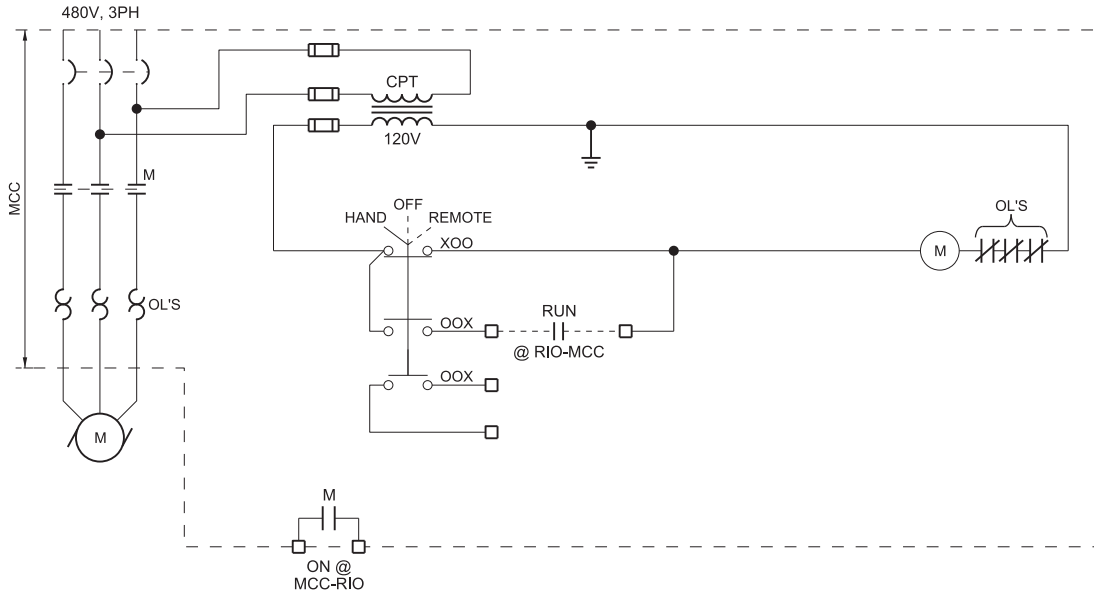 480V, 3PH
CPT
120V
M
MCC
OFF
HAND
REMOTE
XOO
OL'S
M
OL'S
OOX
RUN
@ RIO-MCC
OOX
M
M
ON @
MCC-RIO